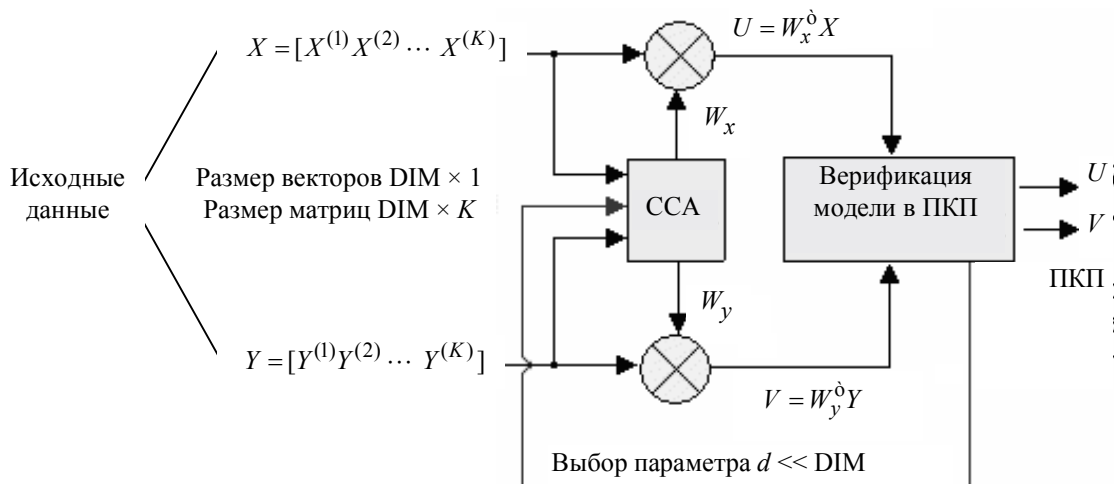 X = [X^(1) X^(2) ⋯ X^(K)]
U = W_x^ò X
W_x
Исходные
данные
Размер векторов DIM × 1
Размер матриц DIM × K
CCA
Верификация
модели в ПКП
U
V
ПКП
W_y
Y = [Y^(1) Y^(2) ⋯ Y^(K)]
V = W_y^ò Y
Выбор параметра d << DIM